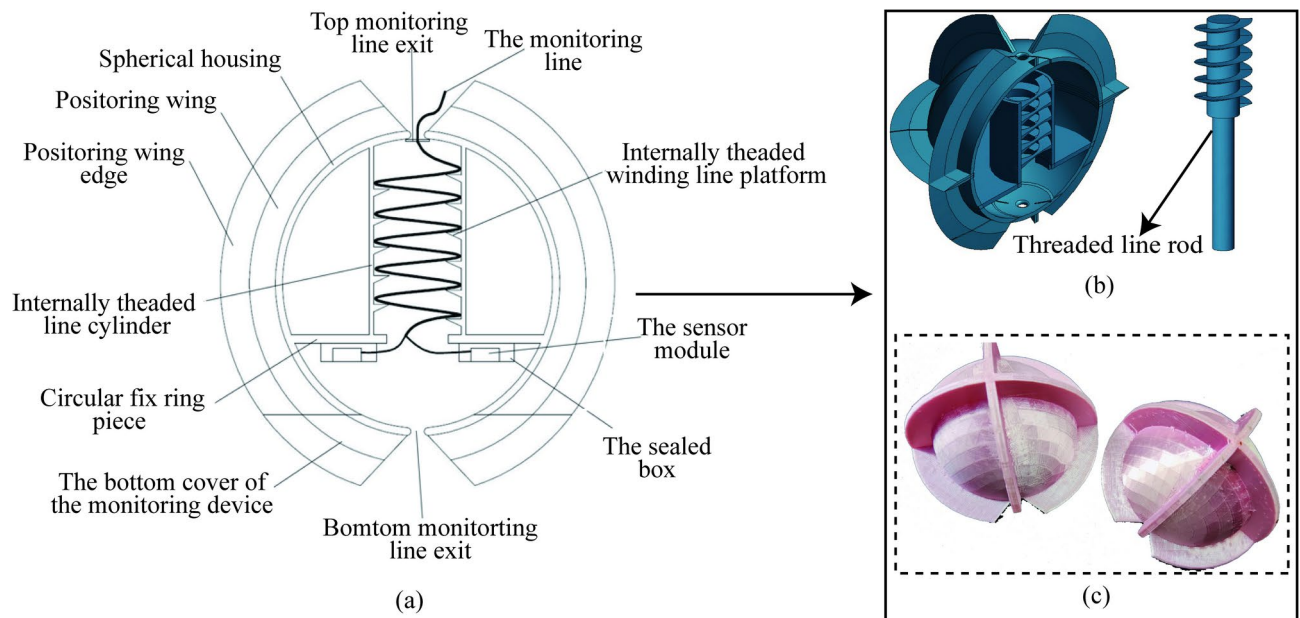 Top monitoring
line exit
The monitoring
line
Spherical housing
Positoring wing
Positoring wing
edge
Internally theaded
winding line platform
Internally theaded
line cylinder
The sensor
module
Circular fix ring
piece
The sealed
box
The bottom cover of
the monitoring device
Bomtom monitorting
line exit
(a)
Threaded line rod
(b)
(c)